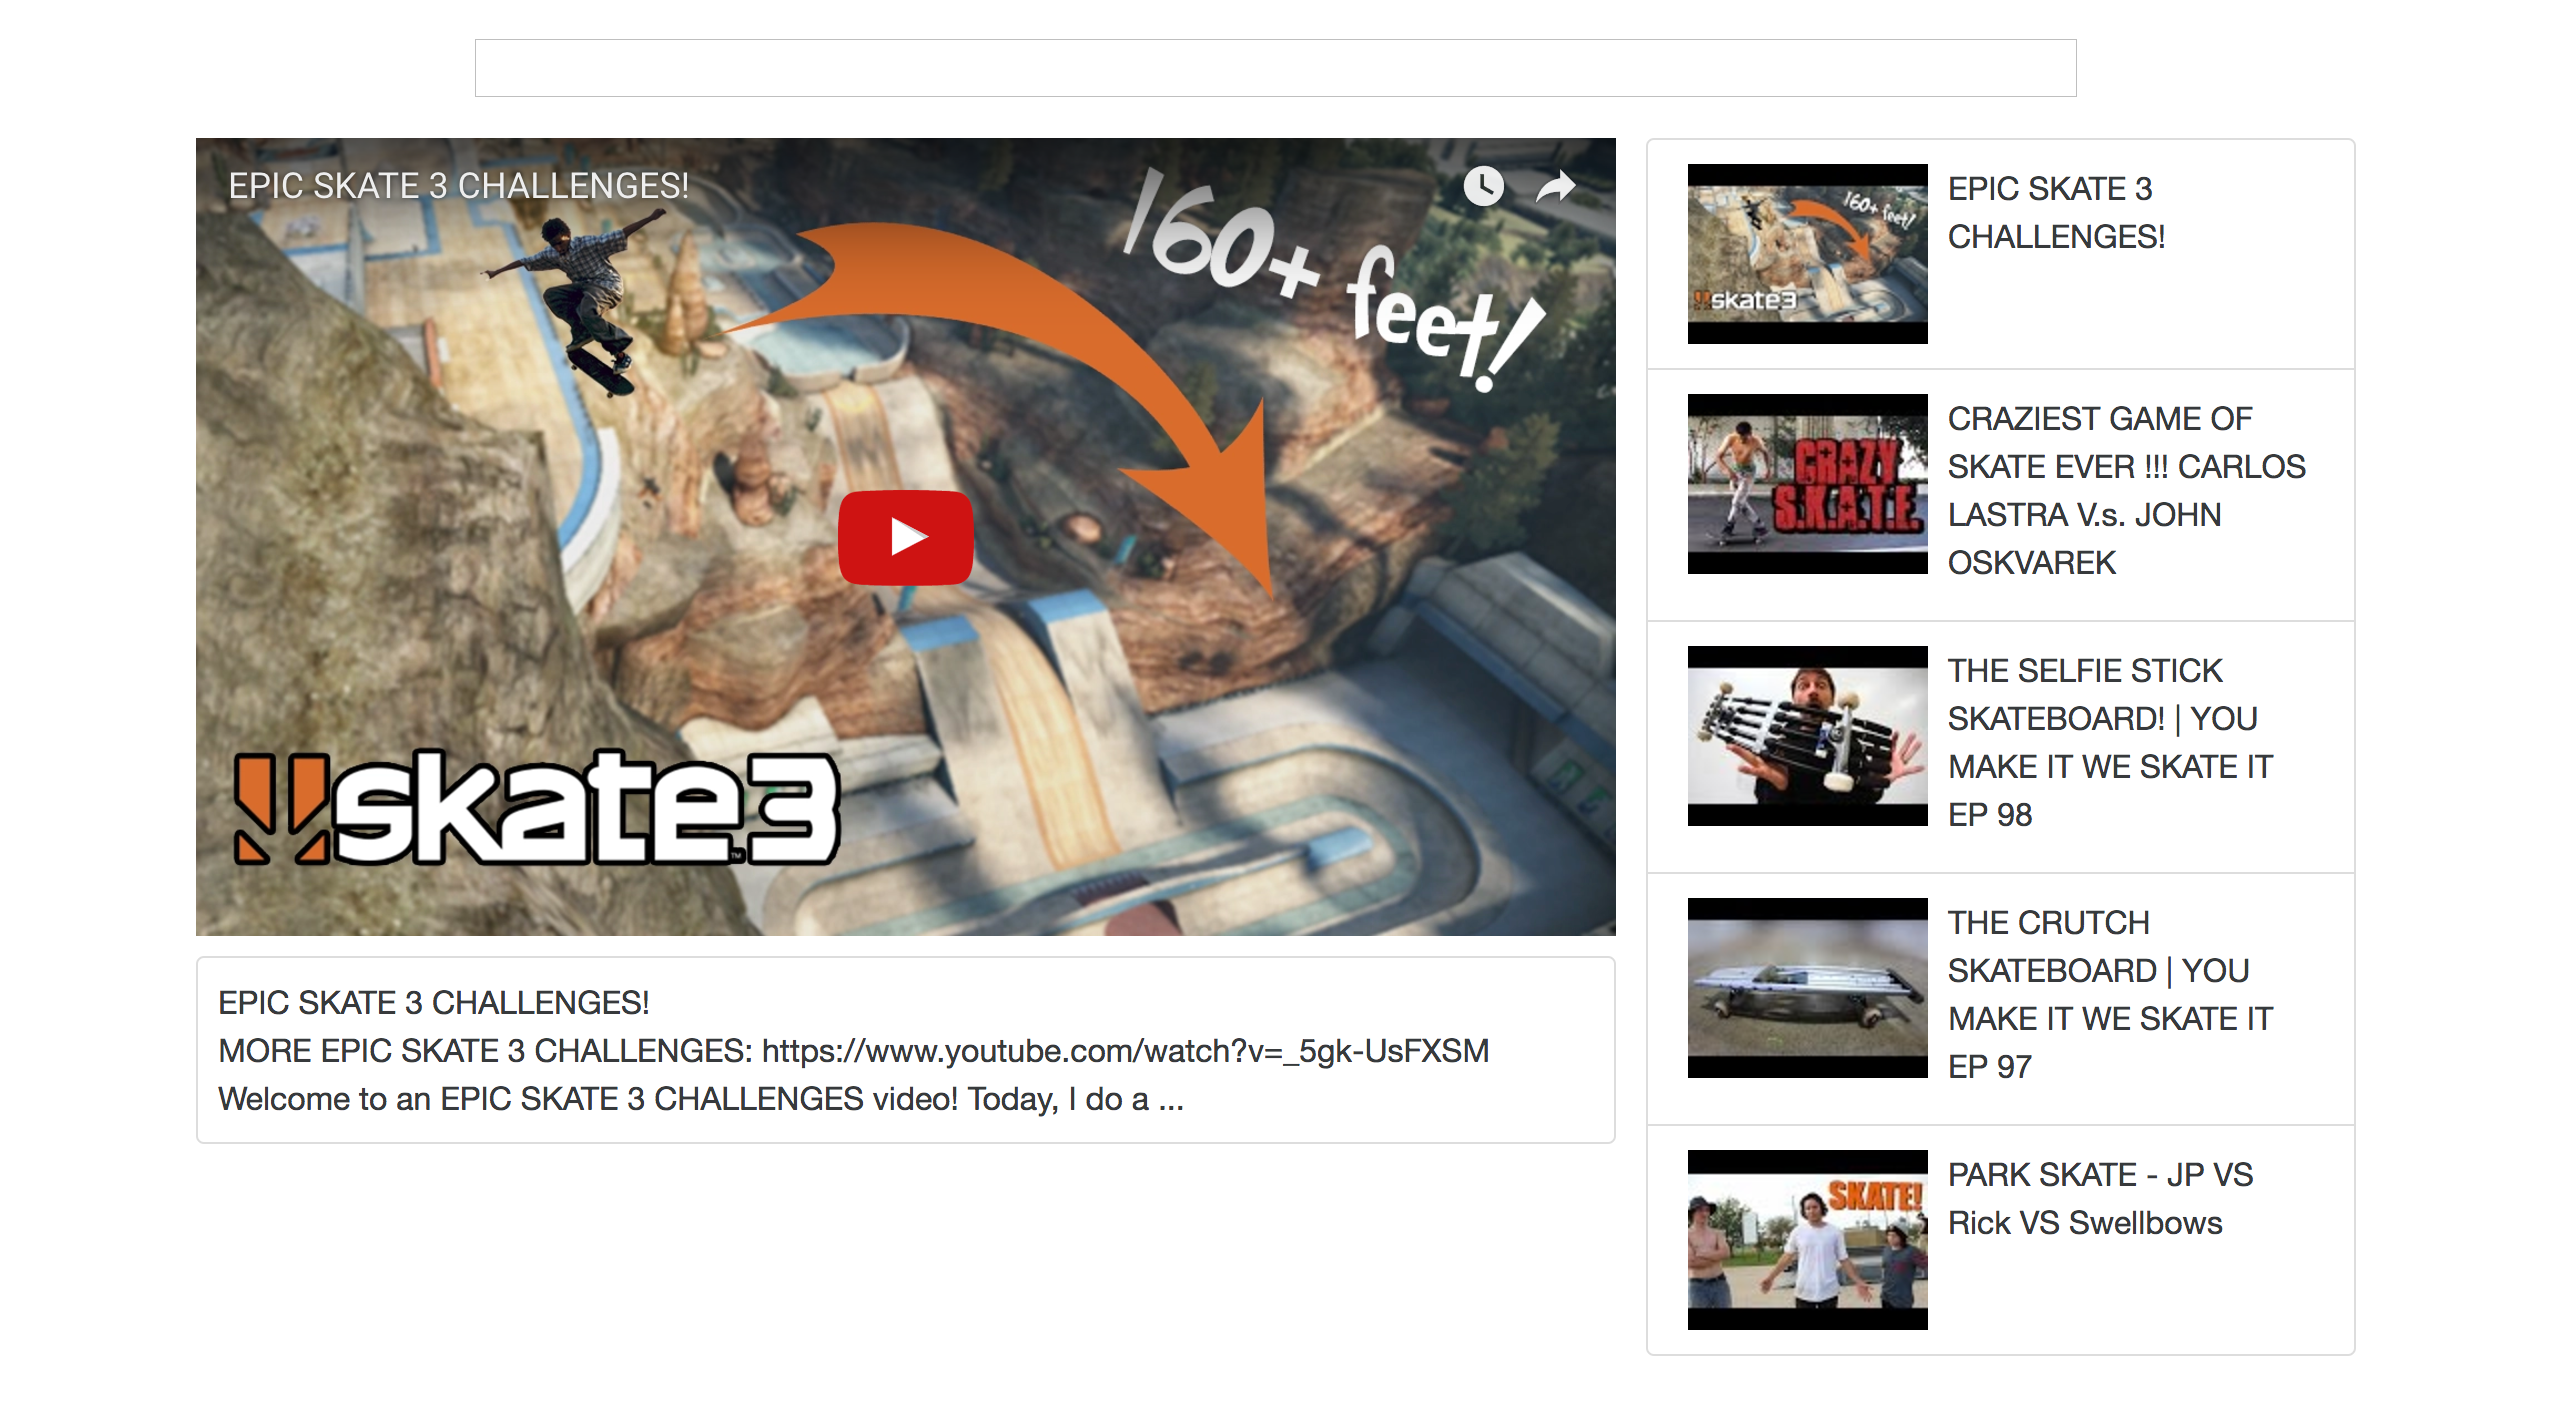 EPIC SKATE 3 CHALLENGES!
160+ feet!
skate3
TM
EPIC SKATE 3 CHALLENGES!
MORE EPIC SKATE 3 CHALLENGES: https://www.youtube.com/watch?v=_5gk-UsFXSM
Welcome to an EPIC SKATE 3 CHALLENGES video! Today, I do a ...
160+ feet!
skate3
EPIC SKATE 3
CHALLENGES!
CRAZY
S.K.A.T.E.
CRAZIEST GAME OF
SKATE EVER !!! CARLOS
LASTRA V.s. JOHN
OSKVAREK
THE SELFIE STICK
SKATEBOARD! | YOU
MAKE IT WE SKATE IT
EP 98
THE CRUTCH
SKATEBOARD | YOU
MAKE IT WE SKATE IT
EP 97
SKATE!
PARK SKATE - JP VS
Rick VS Swellbows